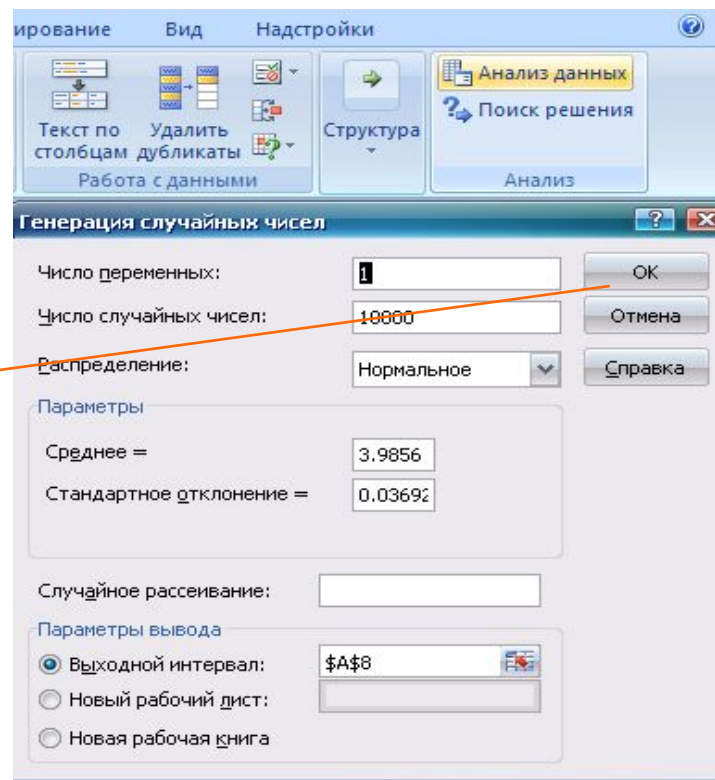 ирование Вид Надстройки
Анализ данных
Поиск решения
Текст по столбцам
Удалить дубликаты
Структура
Работа с данными
Анализ
Генерация случайных чисел
Число переменных: 1
OK
Число случайных чисел: 10000
Отмена
Распределение: Нормальное
Справка
Параметры
Среднее = 3.9856
Стандартное отклонение = 0.03692
Случайное рассеивание:
Параметры вывода
Выходной интервал: $A$8
Новый рабочий лист:
Новая рабочая книга